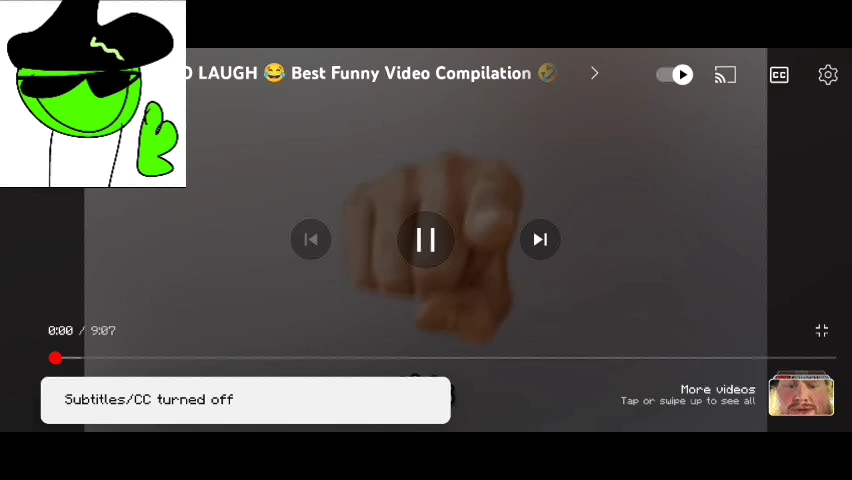 O LAUGH 😂 Best Funny Video Compilation 🤣
CC
0:00 / 9:07
More videos
Tap or swipe up to see all
Subtitles/CC turned off